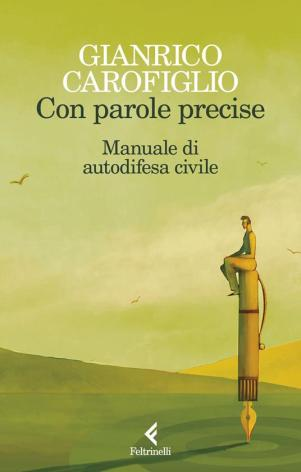 GIANRICO
CAROFIGLIO
Con parole precise
Manuale di
autodifesa civile
Feltrinelli